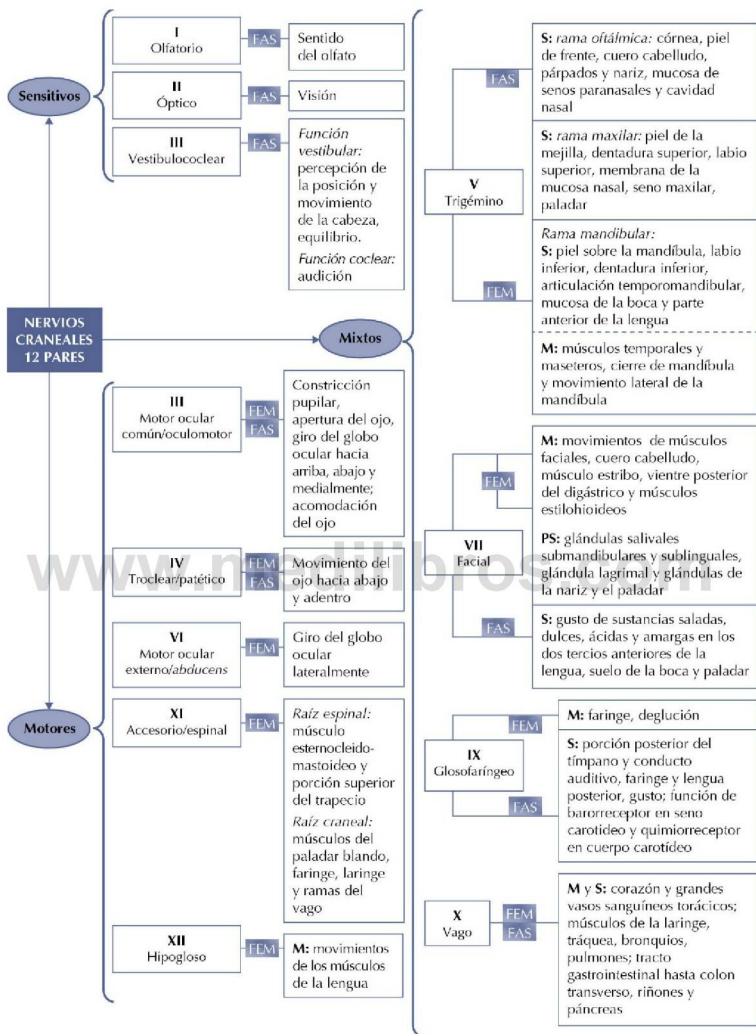 NERVIOS
CRANEALES
12 PARES
Sensitivos
I
Olfatorio
FAS
Sentido
del olfato
II
Óptico
FAS
Visión
III
Vestibulococlear
FAS
Función
vestibular:
percepción de
la posición y
movimiento
de la cabeza,
equilibrio.
Función coclear:
audición
Motores
III
Motor ocular
común/oculomotor
FEM
FAS
Constricción
pupilar,
apertura del ojo,
giro del globo
ocular hacia
arriba, abajo y
medialmente;
acomodación
del ojo
IV
Troclear/patético
FEM
FAS
Movimiento del
ojo hacia abajo
y adentro
VI
Motor ocular
externo/abducens
FEM
Giro del globo
ocular
lateralmente
XI
Accesorio/espinal
FEM
Raíz espinal:
músculo
esternocleido-
mastoideo y
porción superior
del trapecio
Raíz craneal:
músculos del
paladar blando,
faringe, laringe
y ramas del
vago
XII
Hipogloso
FEM
M: movimientos
de los músculos
de la lengua
Mixtos
V
Trigémino
FAS
S: rama oftálmica: córnea, piel
de frente, cuero cabelludo,
párpados y nariz, mucosa de
senos paranasales y cavidad
nasal
S: rama maxilar: piel de la
mejilla, dentadura superior, labio
superior, membrana de la
mucosa nasal, seno maxilar,
paladar
FEM
Rama mandibular:
S: piel sobre la mandíbula, labio
inferior, dentadura inferior,
articulación temporomandibular,
mucosa de la boca y parte
anterior de la lengua
M: músculos temporales y
maseteros, cierre de mandíbula
y movimiento lateral de la
mandíbula
VII
Facial
FEM
M: movimientos de músculos
faciales, cuero cabelludo,
músculo estribo, vientre posterior
del digástrico y músculos
estilohioideos
PS: glándulas salivales
submandibulares y sublinguales,
glándula lagrimal y glándulas de
la nariz y el paladar
FAS
S: gusto de sustancias saladas,
dulces, ácidas y amargas en los
dos tercios anteriores de la
lengua, suelo de la boca y paladar
IX
Glosofaríngeo
FEM
M: faringe, deglución
FAS
S: porción posterior del
tímpano y conducto
auditivo, faringe y lengua
posterior, gusto; función de
barorreceptor en seno
carotideo y quimiorreceptor
en cuerpo carotídeo
X
Vago
FEM
FAS
M y S: corazón y grandes
vasos sanguíneos torácicos;
músculos de la laringe,
tráquea, bronquios,
pulmones; tracto
gastrointestinal hasta colon
transverso, riñones y
páncreas
www.medilibros.com